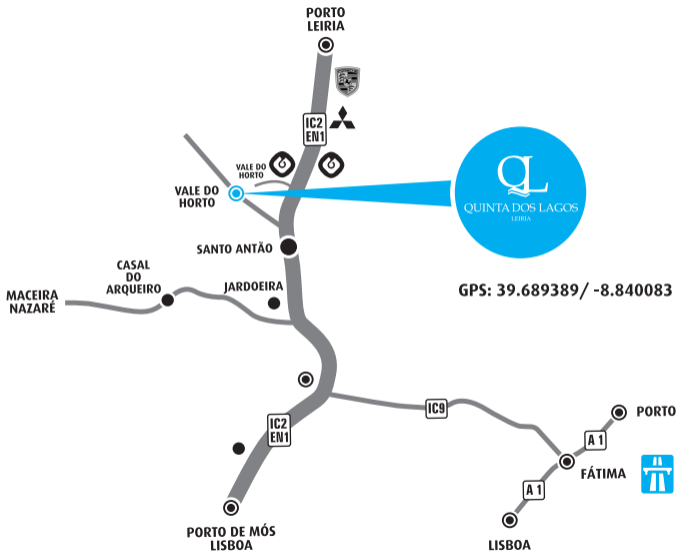 PORTO
LEIRIA
IC2
EN1
VALE DO
HORTO
VALE DO
HORTO
QL
QUINTA DOS LAGOS
LEIRIA
SANTO ANTÃO
CASAL
DO
ARQUEIRO
JARDOEIRA
MACEIRA
NAZARÉ
GPS: 39.689389/ -8.840083
IC9
IC2
EN1
PORTO
A 1
FÁTIMA
A 1
PORTO DE MÓS
LISBOA
LISBOA